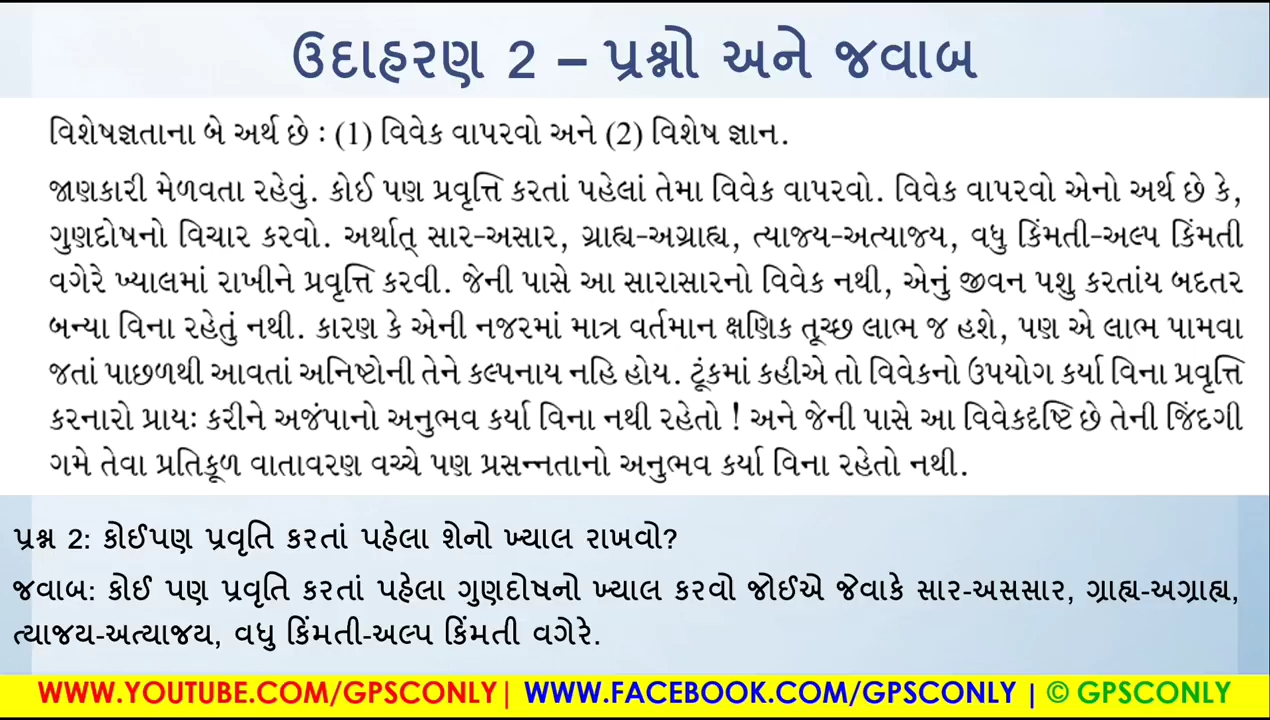 ઉદાહરણ 2 – પ્રશ્નો અને જવાબ
વિશેષજ્ઞતાના બે અર્થ છે : (1) વિવેક વાપરવો અને (2) વિશેષ જ્ઞાન.
જાણકારી મેળવતા રહેવું. કોઈ પણ પ્રવૃત્તિ કરતાં પહેલાં તેમા વિવેક વાપરવો. વિવેક વાપરવો એનો અર્થ છે કે,
ગુણદોષનો વિચાર કરવો. અર્થાત્ સાર-અસાર, ગ્રાહ્ય-અગ્રાહ્ય, ત્યાજ્ય-અત્યાજ્ય, વધુ કિંમતી-અલ્પ કિંમતી
વગેરે ખ્યાલમાં રાખીને પ્રવૃત્તિ કરવી. જેની પાસે આ સારાસારનો વિવેક નથી, એનું જીવન પશુ કરતાંય બદતર
બન્યા વિના રહેતું નથી. કારણ કે એની નજરમાં માત્ર વર્તમાન ક્ષણિક તૂચ્છ લાભ જ હશે, પણ એ લાભ પામવા
જતાં પાછળથી આવતાં અનિષ્ટોની તેને કલ્પનાય નહિ હોય. ટૂંકમાં કહીએ તો વિવેકનો ઉપયોગ કર્યા વિના પ્રવૃત્તિ
કરનારો પ્રાયઃ કરીને અજંપાનો અનુભવ કર્યા વિના નથી રહેતો ! અને જેની પાસે આ વિવેકદૃષ્ટિ છે તેની જિંદગી
ગમે તેવા પ્રતિકૂળ વાતાવરણ વચ્ચે પણ પ્રસન્નતાનો અનુભવ કર્યા વિના રહેતો નથી.
પ્રશ્ન 2: કોઈપણ પ્રવૃતિ કરતાં પહેલા શેનો ખ્યાલ રાખવો?
જવાબ: કોઈ પણ પ્રવૃતિ કરતાં પહેલા ગુણદોષનો ખ્યાલ કરવો જોઈએ જેવાકે સાર-અસસાર, ગ્રાહ્ય-અગ્રાહ્ય,
ત્યાજય-અત્યાજય, વધુ કિંમતી-અલ્પ કિંમતી વગેરે.
WWW.YOUTUBE.COM/GPSCONLY | WWW.FACEBOOK.COM/GPSCONLY | © GPSCONLY